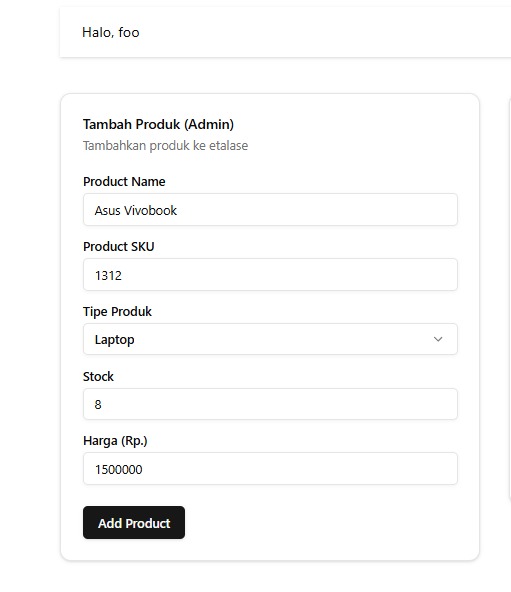 Halo, foo
Tambah Produk (Admin)
Tambahkan produk ke etalase
Product Name
Asus Vivobook
Product SKU
1312
Tipe Produk
Laptop
Stock
8
Harga (Rp.)
1500000
Add Product